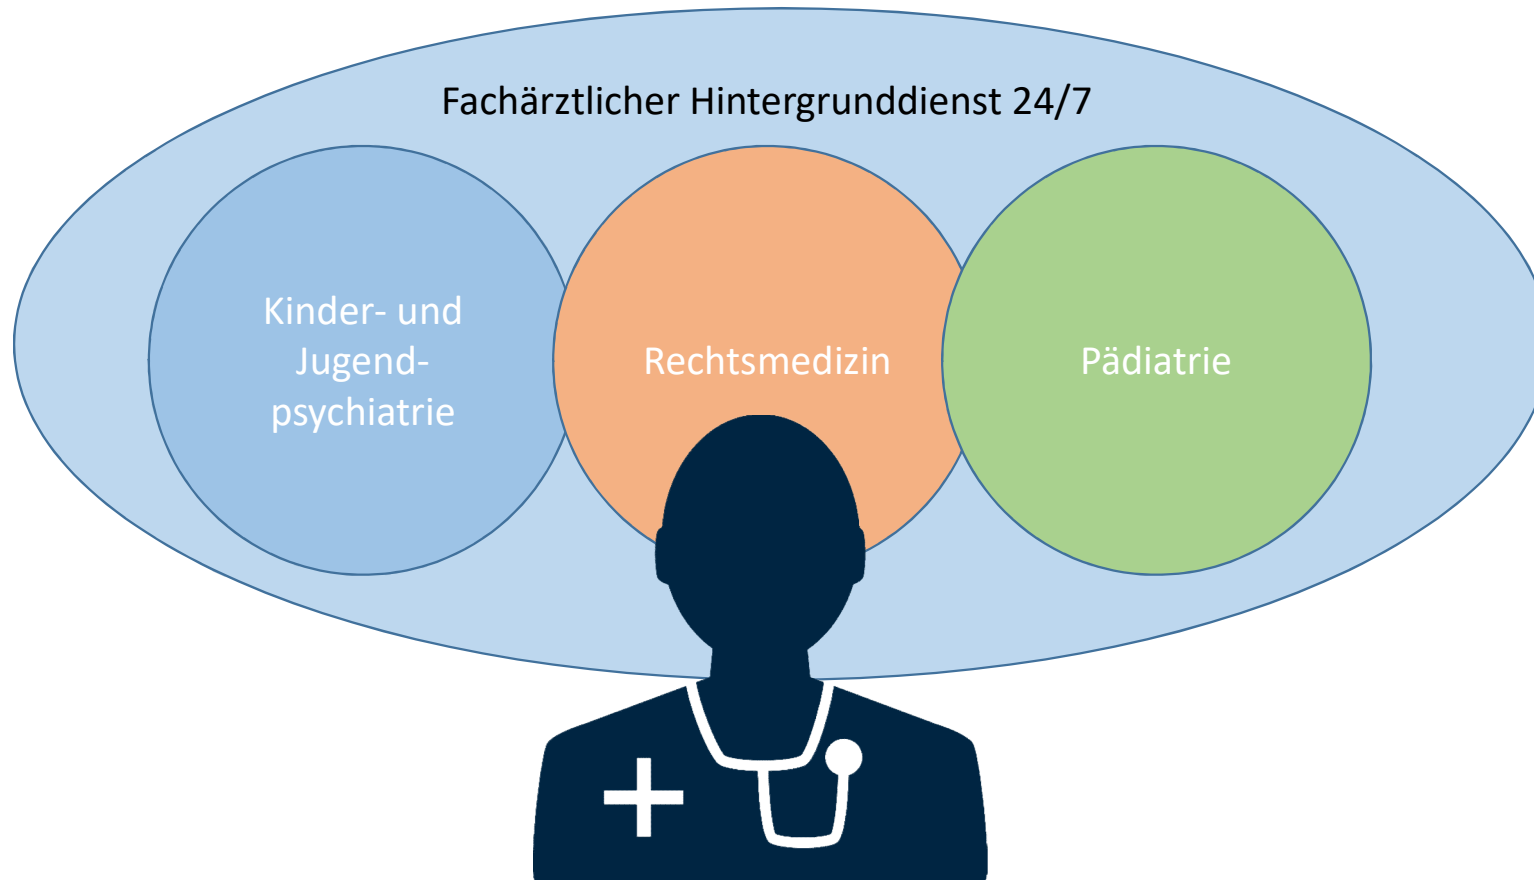 Fachärztlicher Hintergrunddienst 24/7
Kinder- und
Jugend-
psychiatrie
Rechtsmedizin
Pädiatrie